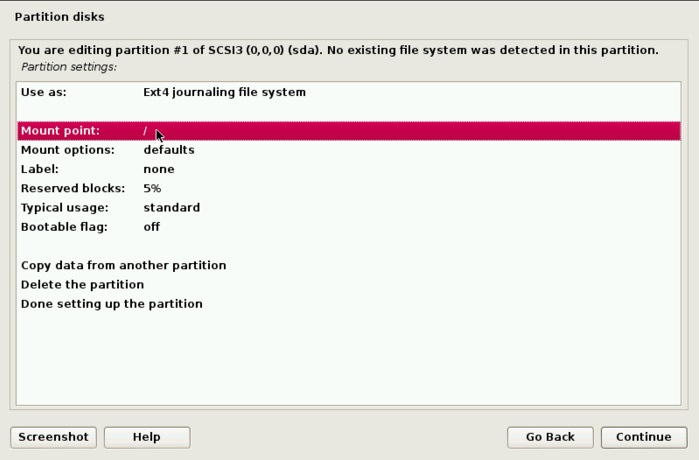 Partition disks
You are editing partition #1 of SCSI3 (0,0,0) (sda). No existing file system was detected in this partition.
Partition settings:
Use as: Ext4 journaling file system
Mount point: /
Mount options: defaults
Label: none
Reserved blocks: 5%
Typical usage: standard
Bootable flag: off
Copy data from another partition
Delete the partition
Done setting up the partition
Screenshot Help Go Back Continue